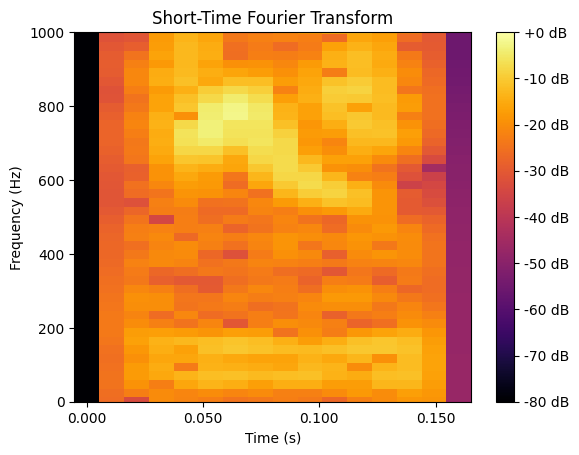 Short-Time Fourier Transform
1000
800
600
400
200
0
Frequency (Hz)
0.000
0.050
0.100
0.150
Time (s)
+0 dB
-10 dB
-20 dB
-30 dB
-40 dB
-50 dB
-60 dB
-70 dB
-80 dB